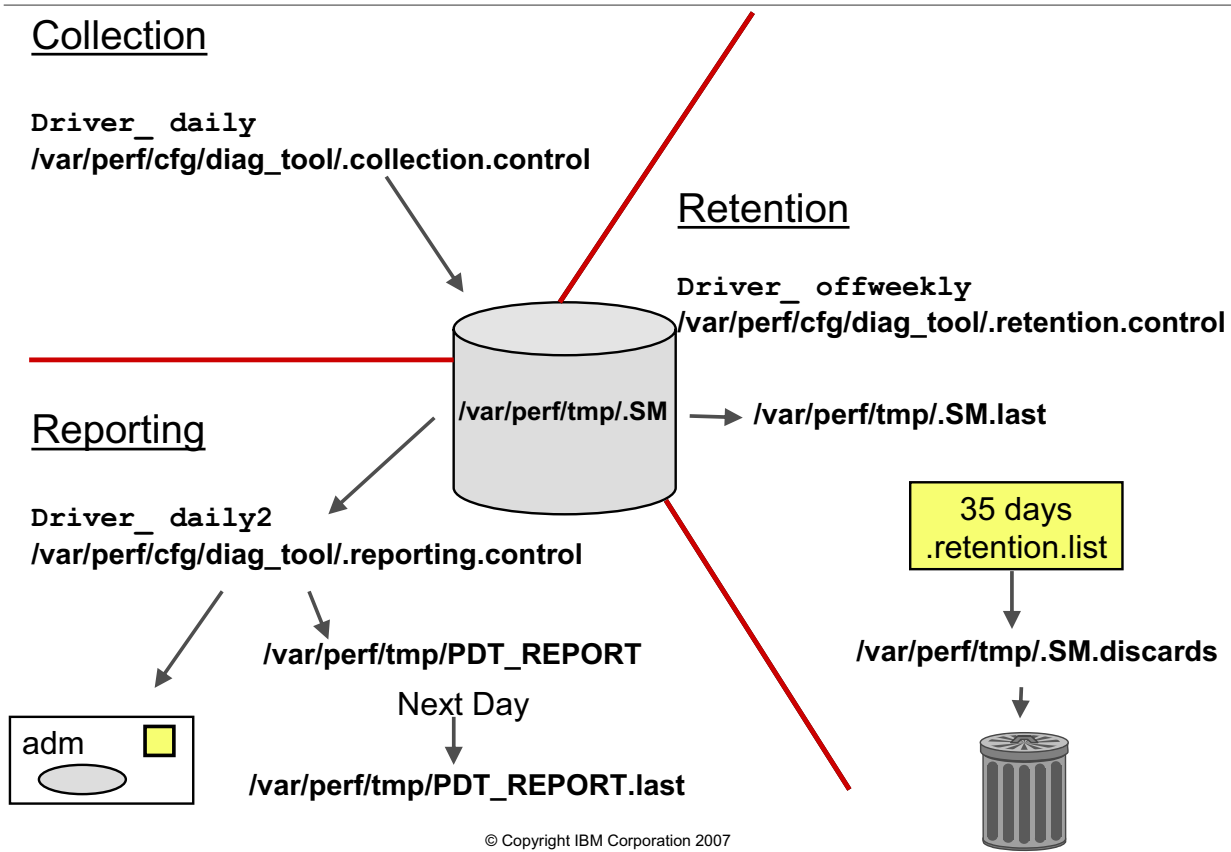 Collection
Driver_ daily
/var/perf/cfg/diag_tool/.collection.control
Retention
Driver_ offweekly
/var/perf/cfg/diag_tool/.retention.control
/var/perf/tmp/.SM
/var/perf/tmp/.SM.last
Reporting
Driver_ daily2
/var/perf/cfg/diag_tool/.reporting.control
35 days
.retention.list
/var/perf/tmp/PDT_REPORT
/var/perf/tmp/.SM.discards
Next Day
adm
/var/perf/tmp/PDT_REPORT.last
© Copyright IBM Corporation 2007